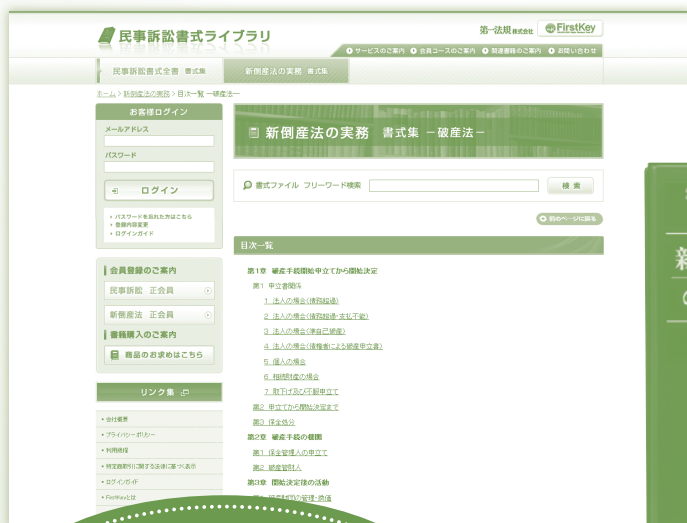 民事訴訟書式ライブラリ
第一法規 株式会社 FirstKey
サービスのご案内 会員コースのご案内 関連書籍のご案内 お問い合わせ
民事訴訟書式全書 書式集 新倒産法の実務 書式集
ホーム > 新倒産法の実務 > 目次一覧 ー破産法ー
お客様ログイン
メールアドレス
パスワード
ログイン
パスワードを忘れた方はこちら
登録内容変更
ログインガイド
会員登録のご案内
民事訴訟 正会員
新倒産法 正会員
書籍購入のご案内
商品のお求めはこちら
リンク集
会社概要
プライバシーポリシー
利用規程
特定商取引に関する法律に基づく表示
ログインガイド
FirstKeyとは
新倒産法の実務 書式集 −破産法−
書式ファイル フリーワード検索
検索
前のページに戻る
目次一覧
第1章 破産手続開始申立てから開始決定
第1 申立書関係
1 法人の場合(債務超過)
2 法人の場合(債務超過・支払不能)
3 法人の場合(準自己破産)
4 法人の場合(債権者による破産申立書)
5 個人の場合
6 相続財産の場合
7 取下げ及び不服申立て
第2 申立てから開始決定まで
第3 保全処分
第2章 破産手続の機関
第1 保全管理人の申立て
第2 破産管財人
第3章 開始決定後の活動
破産財団の管理・換価
新
の